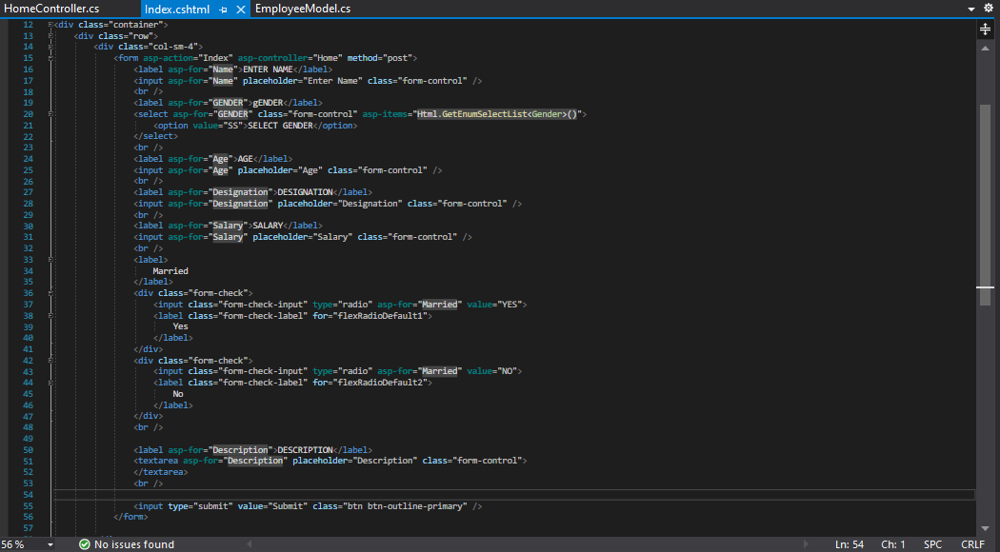 HomeController.cs Index.cshtml EmployeeModel.cs
12 <div class="container">
13 <div class="row">
14 <div class="col-sm-4">
15 <form asp-action="Index" asp-controller="Home" method="post">
16 <label asp-for="Name">ENTER NAME</label>
17 <input asp-for="Name" placeholder="Enter Name" class="form-control" />
18 <br />
19 <label asp-for="GENDER">gENDER</label>
20 <select asp-for="GENDER" class="form-control" asp-items="Html.GetEnumSelectList<Gender>()">
21 <option value="SS">SELECT GENDER</option>
22 </select>
23 <br />
24 <label asp-for="Age">AGE</label>
25 <input asp-for="Age" placeholder="Age" class="form-control" />
26 <br />
27 <label asp-for="Designation">DESIGNATION</label>
28 <input asp-for="Designation" placeholder="Designation" class="form-control" />
29 <br />
30 <label asp-for="Salary">SALARY</label>
31 <input asp-for="Salary" placeholder="Salary" class="form-control" />
32 <br />
33 <label>
34 Married
35 </label>
36 <div class="form-check">
37 <input class="form-check-input" type="radio" asp-for="Married" value="YES">
38 <label class="form-check-label" for="flexRadioDefault1">
39 Yes
40 </label>
41 </div>
42 <div class="form-check">
43 <input class="form-check-input" type="radio" asp-for="Married" value="NO">
44 <label class="form-check-label" for="flexRadioDefault2">
45 No
46 </label>
47 </div>
48 <br />
49
50 <label asp-for="Description">DESCRIPTION</label>
51 <textarea asp-for="Description" placeholder="Description" class="form-control">
52 </textarea>
53 <br />
54
55 <input type="submit" value="Submit" class="btn btn-outline-primary" />
56 </form>
57
56 % No issues found Ln: 54 Ch: 1 SPC CRLF